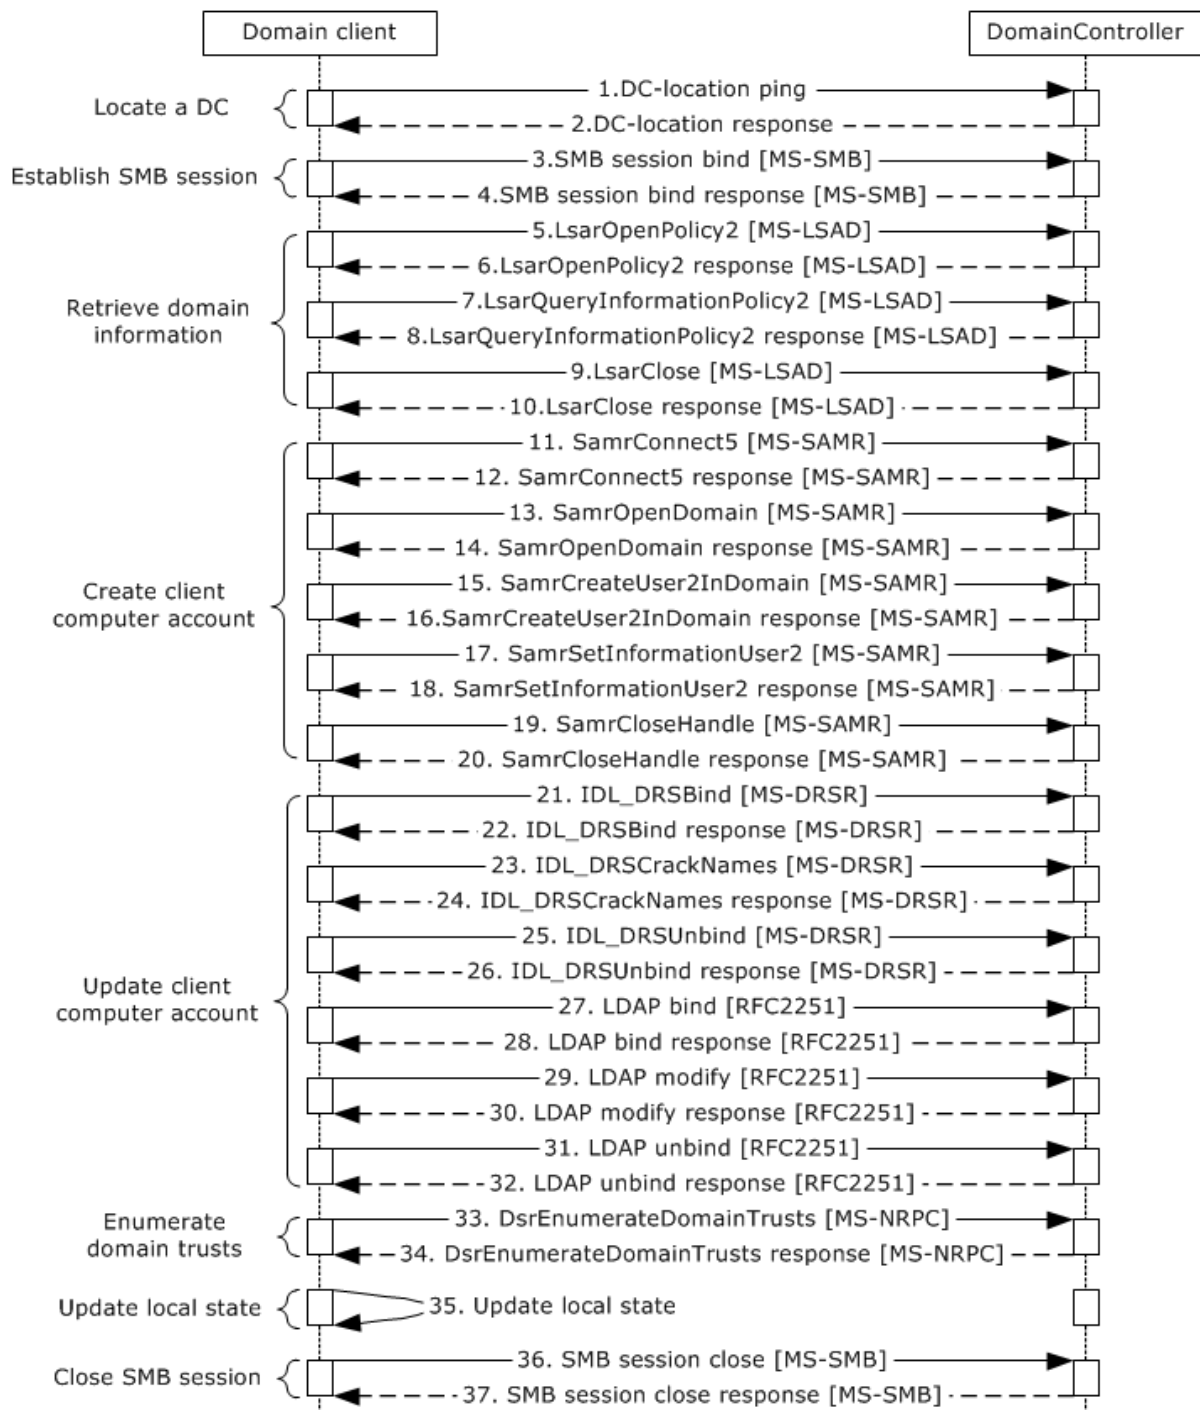 Domain client
DomainController
Locate a DC
1.DC-location ping
2.DC-location response
Establish SMB session
3.SMB session bind [MS-SMB]
4.SMB session bind response [MS-SMB]
Retrieve domain
information
5.LsarOpenPolicy2 [MS-LSAD]
6.LsarOpenPolicy2 response [MS-LSAD]
7.LsarQueryInformationPolicy2 [MS-LSAD]
8.LsarQueryInformationPolicy2 response [MS-LSAD]
9.LsarClose [MS-LSAD]
10.LsarClose response [MS-LSAD]
Create client
computer account
11. SamrConnect5 [MS-SAMR]
12. SamrConnect5 response [MS-SAMR]
13. SamrOpenDomain [MS-SAMR]
14. SamrOpenDomain response [MS-SAMR]
15. SamrCreateUser2InDomain [MS-SAMR]
16.SamrCreateUser2InDomain response [MS-SAMR]
17. SamrSetInformationUser2 [MS-SAMR]
18. SamrSetInformationUser2 response [MS-SAMR]
19. SamrCloseHandle [MS-SAMR]
20. SamrCloseHandle response [MS-SAMR]
Update client
computer account
21. IDL_DRSBind [MS-DRSR]
22. IDL_DRSBind response [MS-DRSR]
23. IDL_DRSCrackNames [MS-DRSR]
24. IDL_DRSCrackNames response [MS-DRSR]
25. IDL_DRSUnbind [MS-DRSR]
26. IDL_DRSUnbind response [MS-DRSR]
27. LDAP bind [RFC2251]
28. LDAP bind response [RFC2251]
29. LDAP modify [RFC2251]
30. LDAP modify response [RFC2251]
31. LDAP unbind [RFC2251]
32. LDAP unbind response [RFC2251]
Enumerate
domain trusts
33. DsrEnumerateDomainTrusts [MS-NRPC]
34. DsrEnumerateDomainTrusts response [MS-NRPC]
Update local state
35. Update local state
Close SMB session
36. SMB session close [MS-SMB]
37. SMB session close response [MS-SMB]